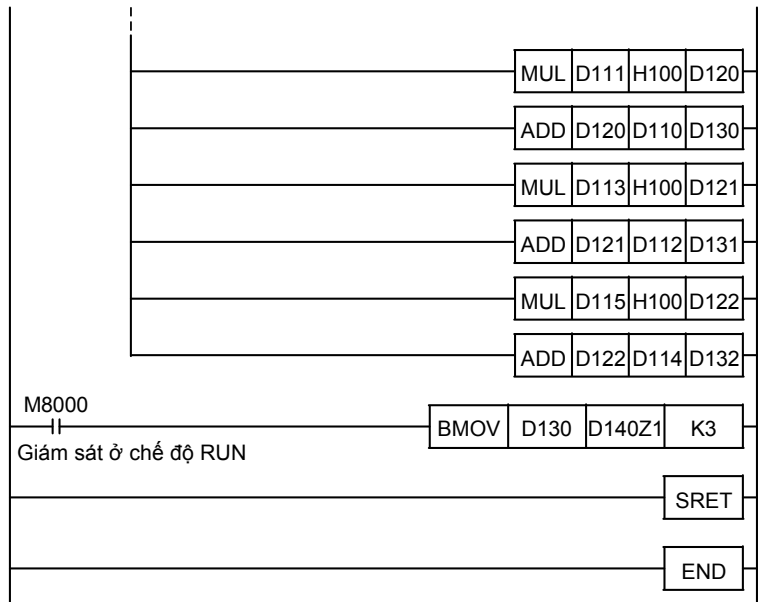 MUL D111 H100 D120
ADD D120 D110 D130
MUL D113 H100 D121
ADD D121 D112 D131
MUL D115 H100 D122
ADD D122 D114 D132
M8000
BMOV D130 D140Z1 K3
Giám sát ở chế độ RUN
SRET
END